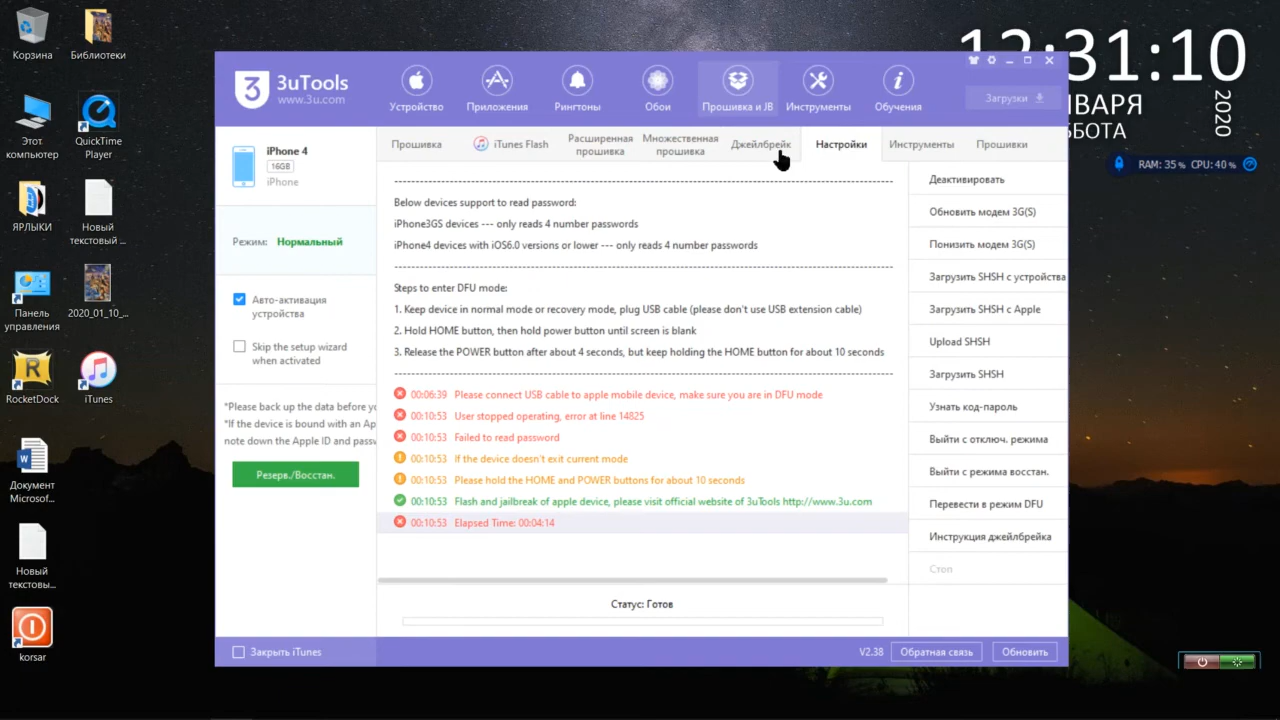 Корзина
Библиотеки
Этот
компьютер
QuickTime
Player
ЯРЛЫКИ
Новый
текстовый ...
Панель
управления
2020_01_10_...
RocketDock
iTunes
Документ
Microsof...
Новый
текстовы...
korsar
12:31:10
2020
RAM: 35 % CPU: 40 %
3uTools
www.3u.com
Устройство
Приложения
Рингтоны
Обои
Прошивка и JB
Инструменты
Обучения
Загрузки
Прошивка
iTunes Flash
Расширенная
прошивка
Множественная
прошивка
Джейлбрейк
Настройки
Инструменты
Прошивки
iPhone 4
16GB
iPhone
Режим: Нормальный
Авто-активация
устройства
Skip the setup wizard
when activated
*Please back up the data before yo
*If the device is bound with an Ap
note down the Apple ID and passw
Резерв./Восстан.
-----------------------------------------------------------------
Below devices support to read password:
iPhone3GS devices --- only reads 4 number passwords
iPhone4 devices with iOS6.0 versions or lower --- only reads 4 number passwords
-----------------------------------------------------------------
Steps to enter DFU mode:
1. Keep device in normal mode or recovery mode, plug USB cable (please don't use USB extension cable)
2. Hold HOME button, then hold power button until screen is blank
3. Release the POWER button after about 4 seconds, but keep holding the HOME button for about 10 seconds
-----------------------------------------------------------------
00:06:39 Please connect USB cable to apple mobile device, make sure you are in DFU mode
00:10:53 User stopped operating, error at line 14825
00:10:53 Failed to read password
00:10:53 If the device doesn't exit current mode
00:10:53 Please hold the HOME and POWER buttons for about 10 seconds
00:10:53 Flash and jailbreak of apple device, please visit official website of 3uTools http://www.3u.com
00:10:53 Elapsed Time: 00:04:14
Статус: Готов
Деактивировать
Обновить модем 3G(S)
Понизить модем 3G(S)
Загрузить SHSH с устройства
Загрузить SHSH с Apple
Upload SHSH
Загрузить SHSH
Узнать код-пароль
Выйти с отключ. режима
Выйти с режима восстан.
Перевести в режим DFU
Инструкция джейлбрейка
Стоп
Закрыть iTunes
V2.38
Обратная связь
Обновить